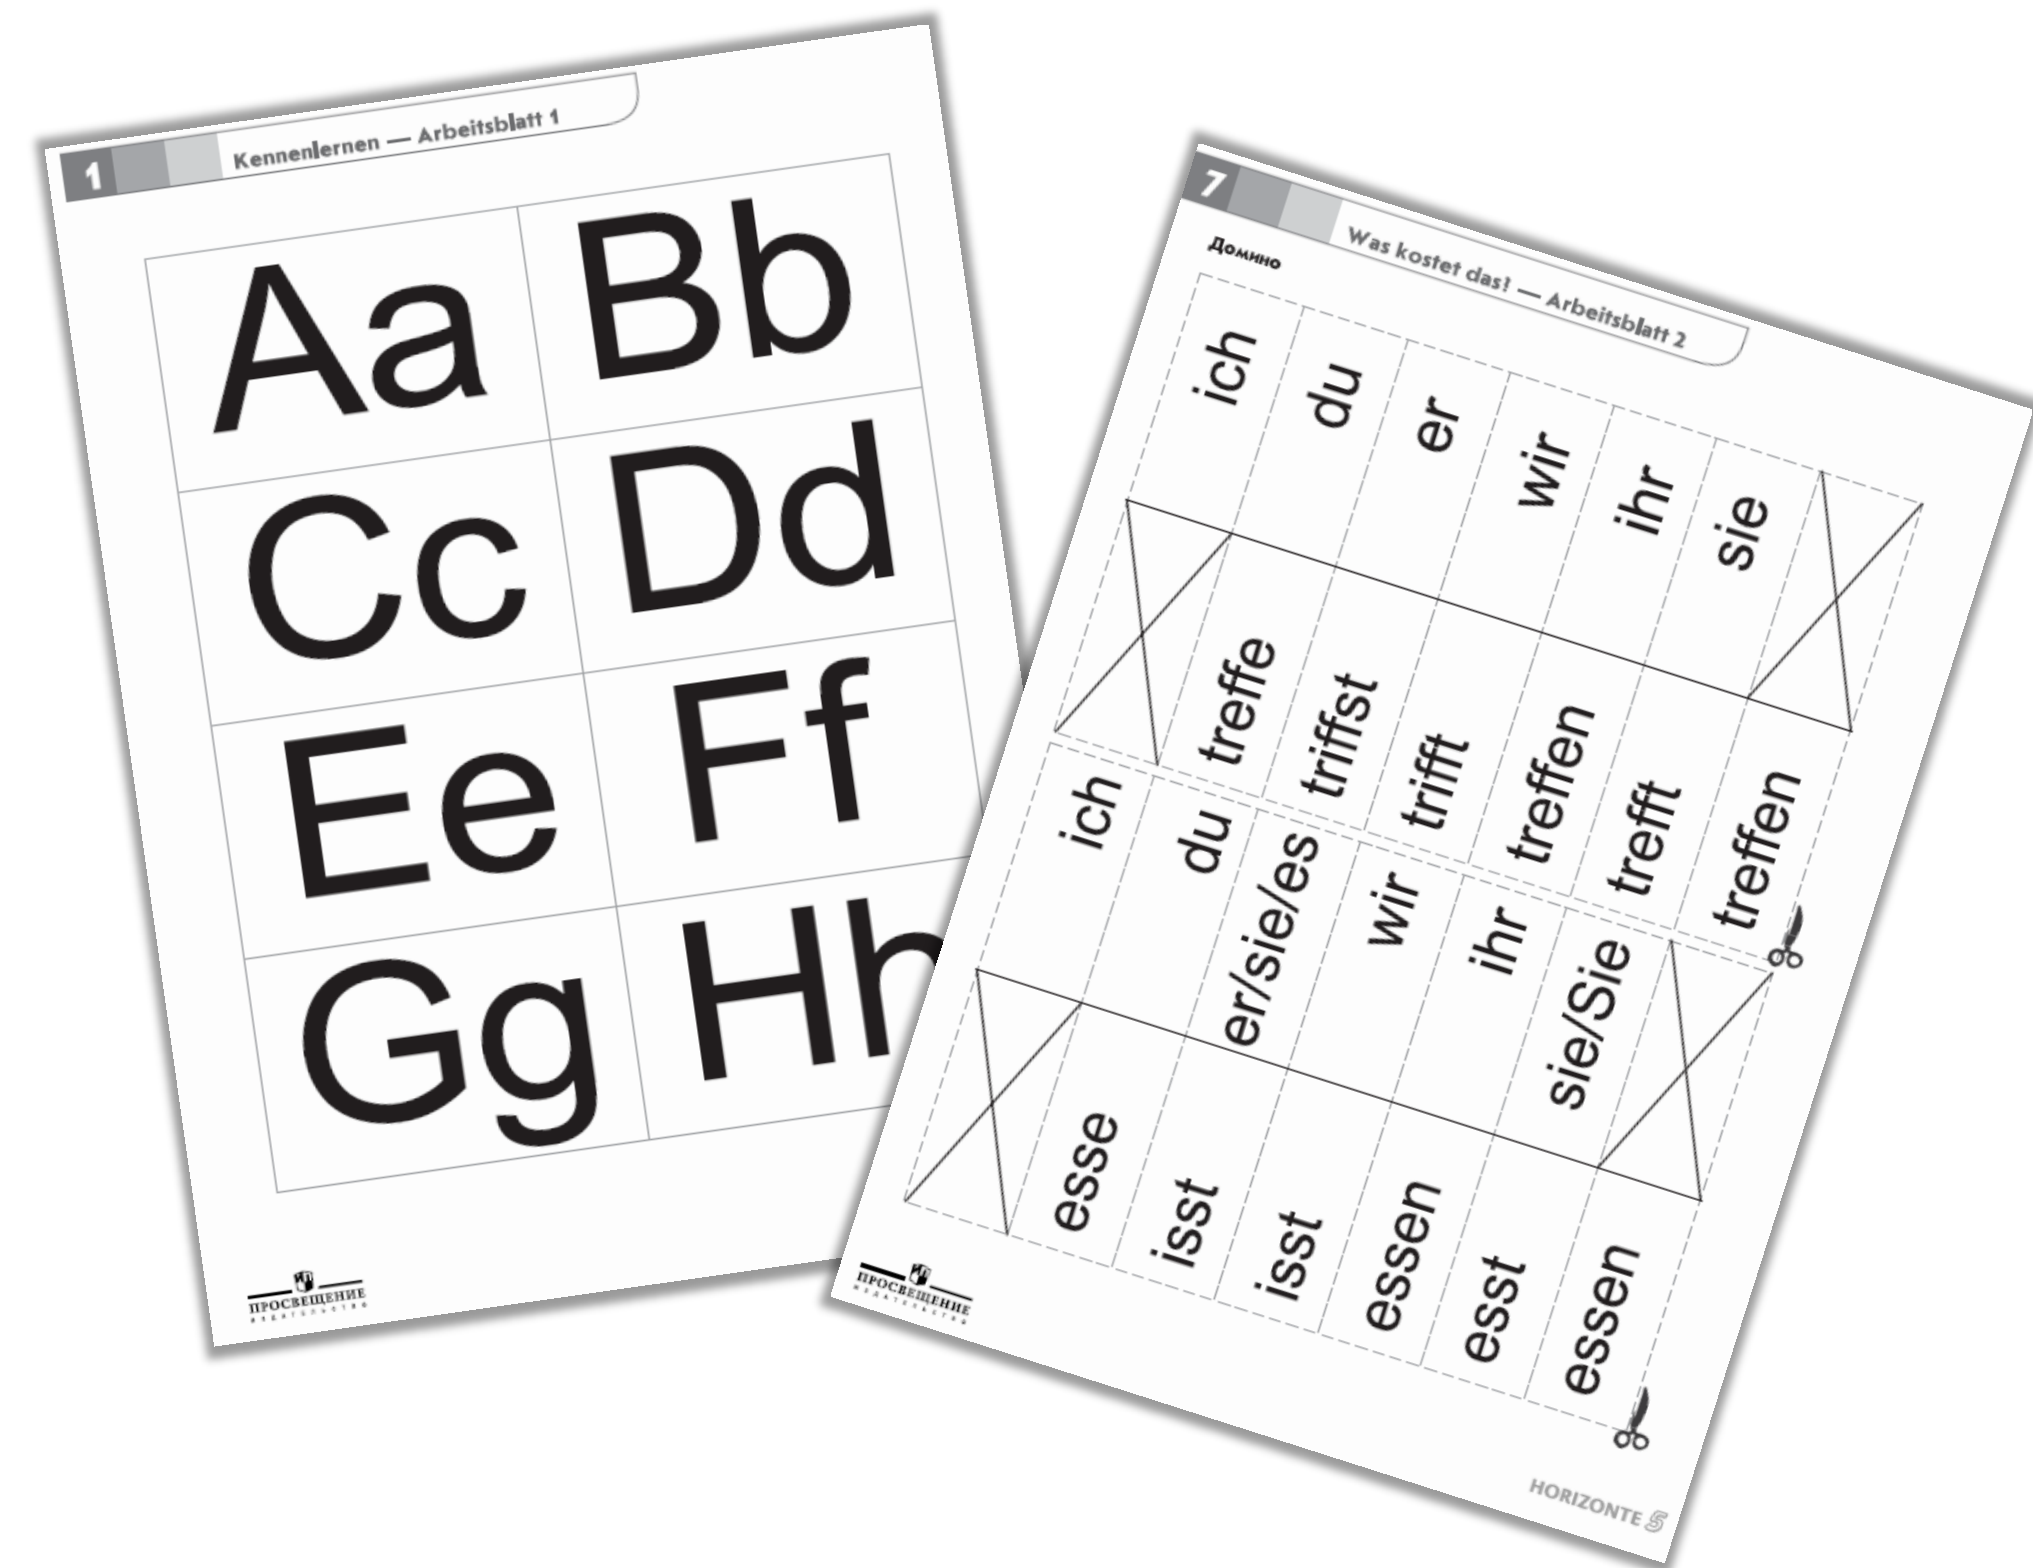 1 Kennenlernen — Arbeitsblatt 1
Aa Bb
Cc Dd
Ee Ff
Gg Hh
ПРОСВЕЩЕНИЕ
ИЗДАТЕЛЬСТВО
7 Was kostet das? — Arbeitsblatt 2
Домино
ich du er wir ihr sie
treffe triffst trifft treffen trefft treffen
ich du er/sie/es wir ihr sie/Sie
esse isst isst essen esst essen
ПРОСВЕЩЕНИЕ
ИЗДАТЕЛЬСТВО
HORIZONTE 5